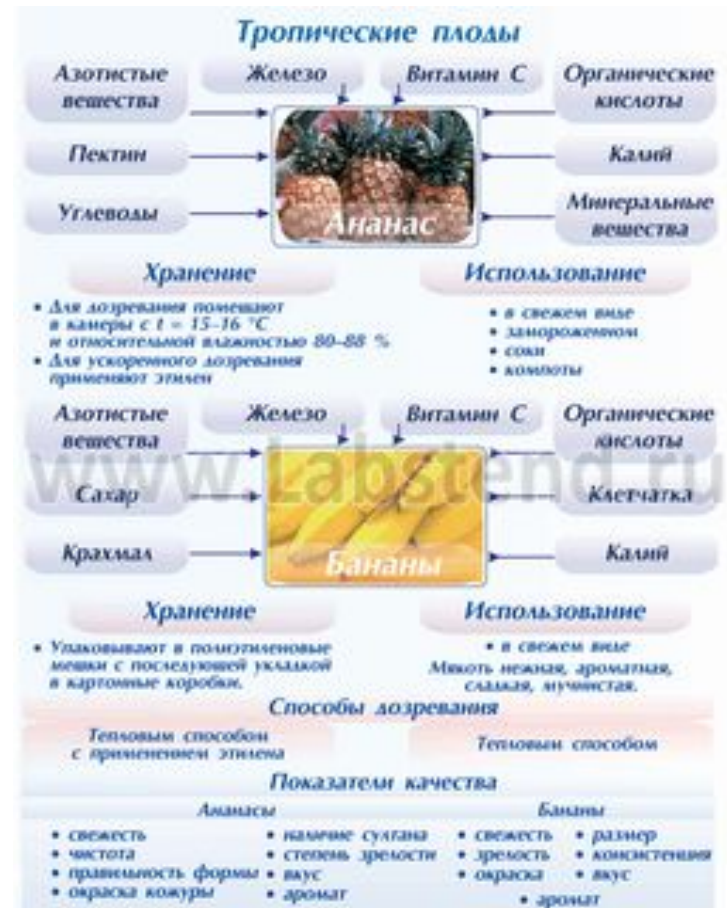 Тропические плоды
Азотистые
вещества
Железо
Витамин С
Органические
кислоты
Пектин
Калий
Углеводы
Минеральные
вещества
Ананас
Хранение
• Для дозревания помещают
в камеры с t = 15–16 °C
и относительной влажностью 80–88 %
• Для ускоренного дозревания
применяют этилен
Использование
• в свежем виде
• замороженном
• соки
• компоты
Азотистые
вещества
Железо
Витамин С
Органические
кислоты
www.Labstend.ru
Сахар
Клетчатка
Крахмал
Калий
Бананы
Хранение
• Упаковывают в полиэтиленовые
мешки с последующей укладкой
в картонные коробки.
Использование
• в свежем виде
Мякоть нежная, ароматная,
сладкая, мучнистая.
Способы дозревания
Тепловым способом
с применением этилена
Тепловым способом
Показатели качества
Ананасы
• свежесть
• чистота
• правильность формы
• окраска кожуры
• наличие султана
• степень зрелости
• вкус
• аромат
Бананы
• свежесть
• зрелость
• окраска
• размер
• консистенция
• вкус
• аромат